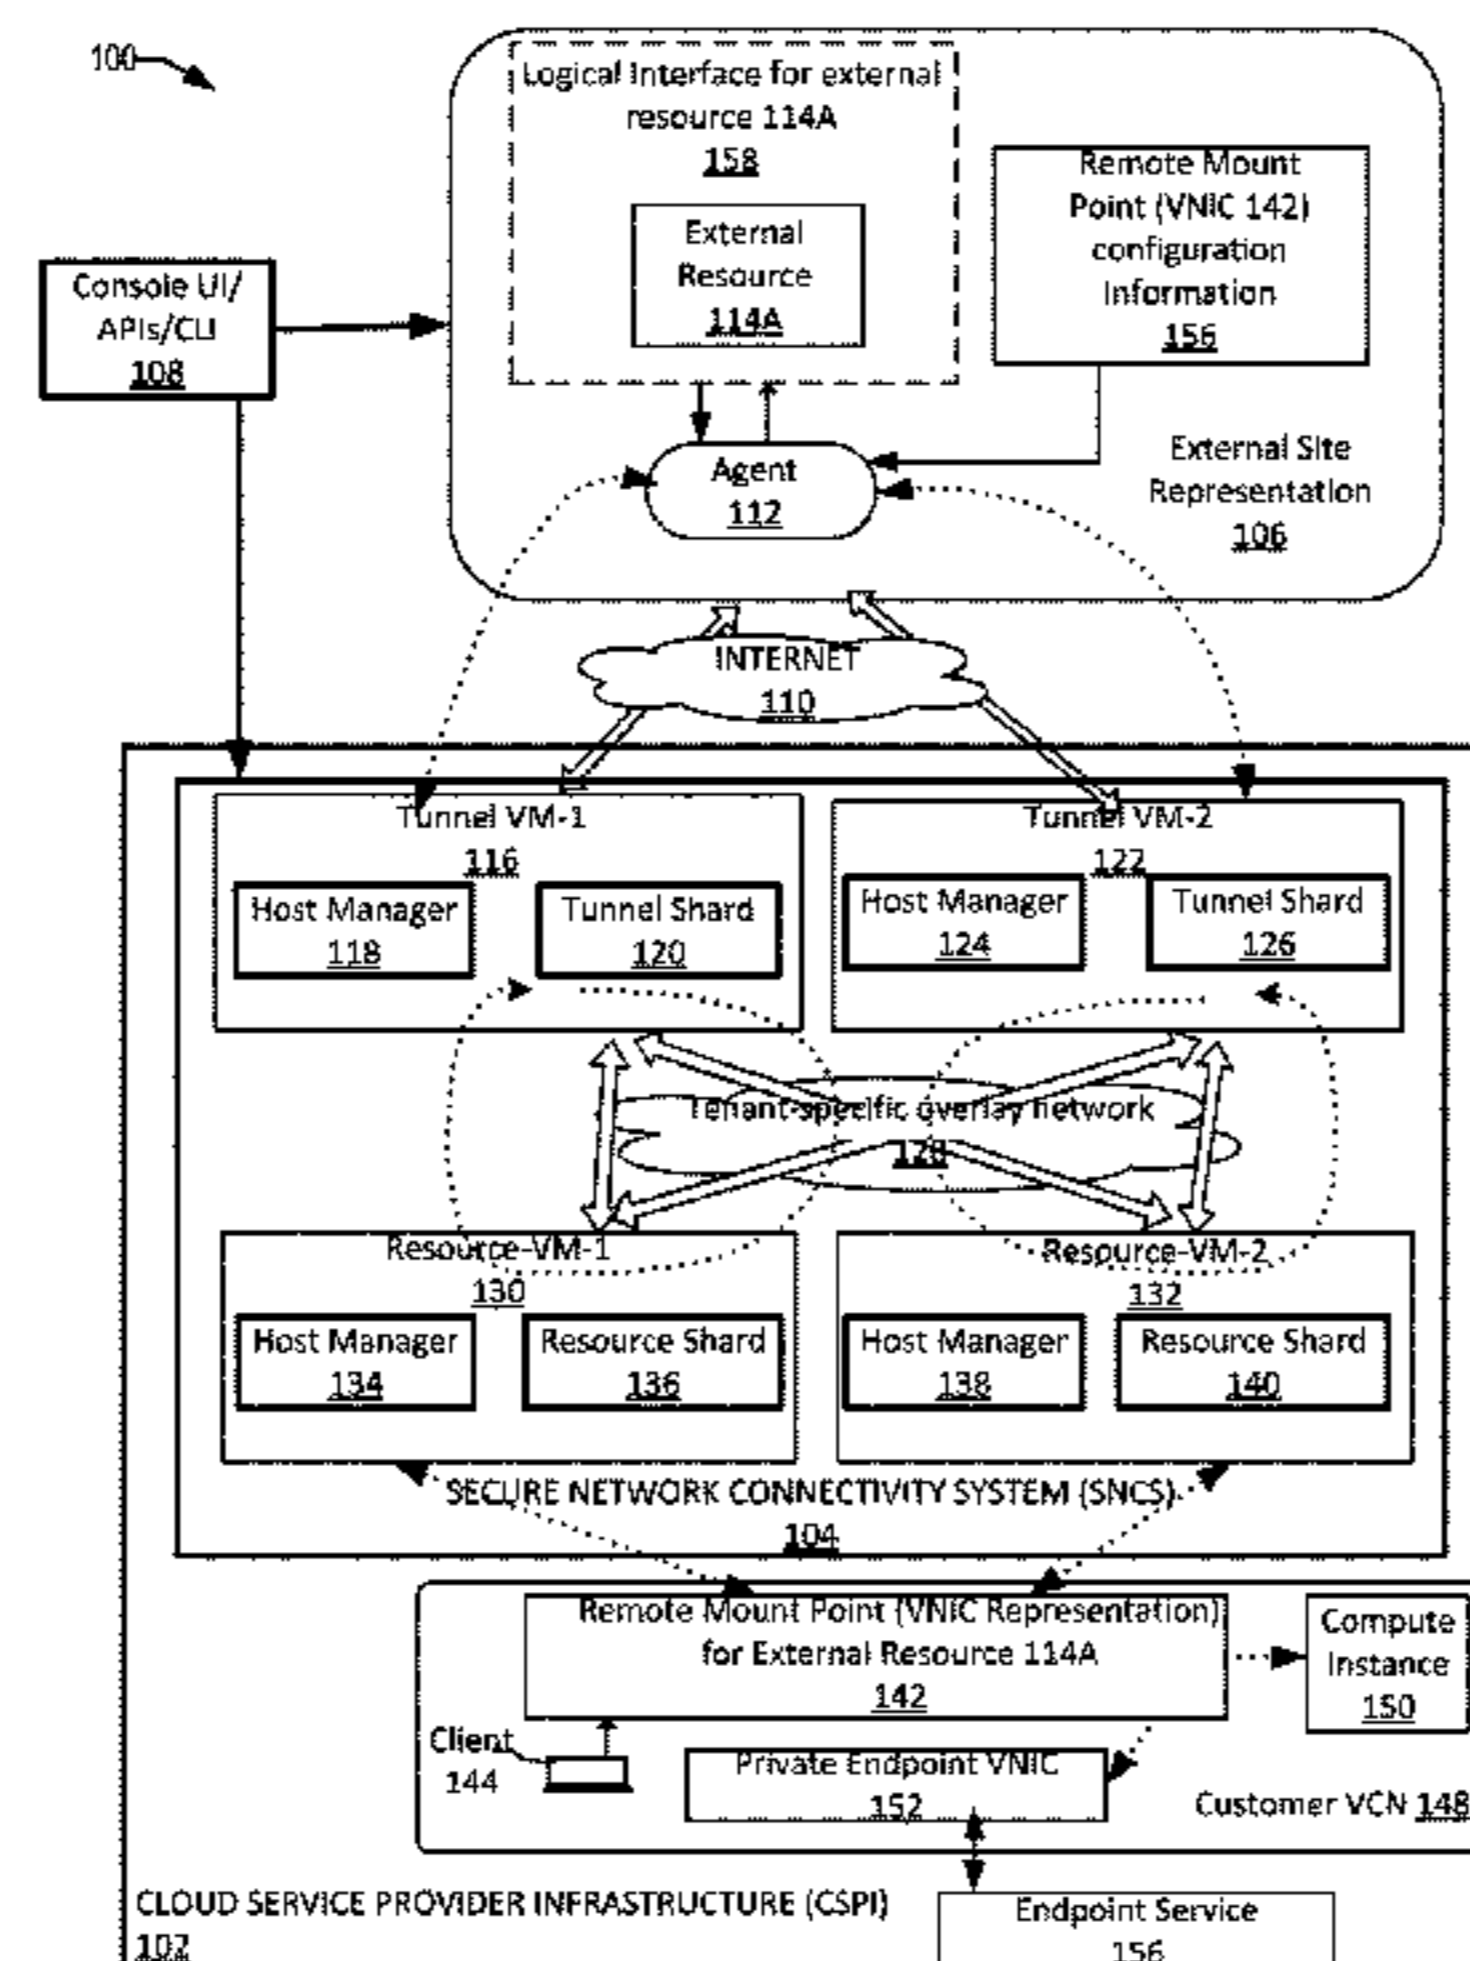 100
Logical Interface for external
resource 114A
158
External
Resource
114A
Remote Mount
Point (VNIC 142)
configuration
Information
156
Console UI/
APIs/CLI
108
Agent
112
External Site
Representation
106
INTERNET
110
Tunnel VM-1
116
Host Manager
118
Tunnel Shard
120
Tunnel VM-2
122
Host Manager
124
Tunnel Shard
126
Tenant-specific overlay network
128
Resource-VM-1
130
Host Manager
134
Resource Shard
136
Resource-VM-2
132
Host Manager
138
Resource Shard
140
SECURE NETWORK CONNECTIVITY SYSTEM (SNCS)
104
Remote Mount Point (VNIC Representation)
for External Resource 114A
142
Compute
Instance
150
Client
144
Private Endpoint VNIC
152
Customer VCN 148
CLOUD SERVICE PROVIDER INFRASTRUCTURE (CSPI)
102
Endpoint Service
156